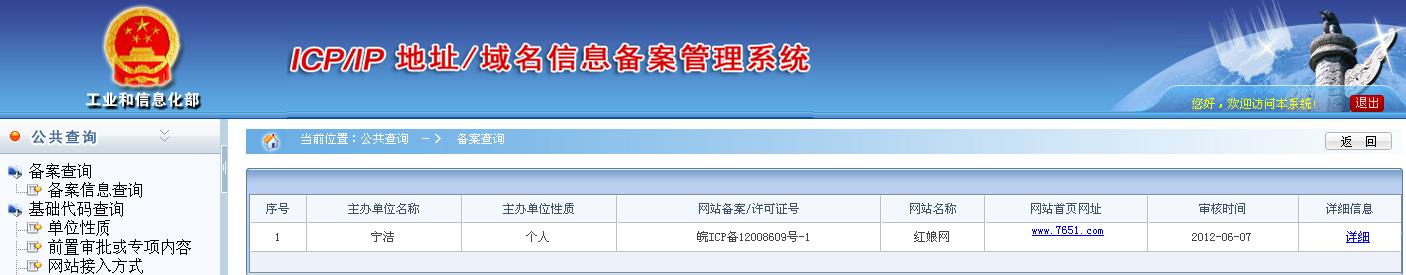 ICP/IP 地址/域名信息备案管理系统
工业和信息化部
您好，欢迎访问本系统! 退出
公共查询
当前位置：公共查询 -> 备案查询
返 回
备案查询
备案信息查询
基础代码查询
单位性质
前置审批或专项内容
网站接入方式
序号 主办单位名称 主办单位性质 网站备案/许可证号 网站名称 网站首页网址 审核时间 详细信息
1 宁洁 个人 皖ICP备12008609号-1 红娘网 www.7651.com 2012-06-07 详细